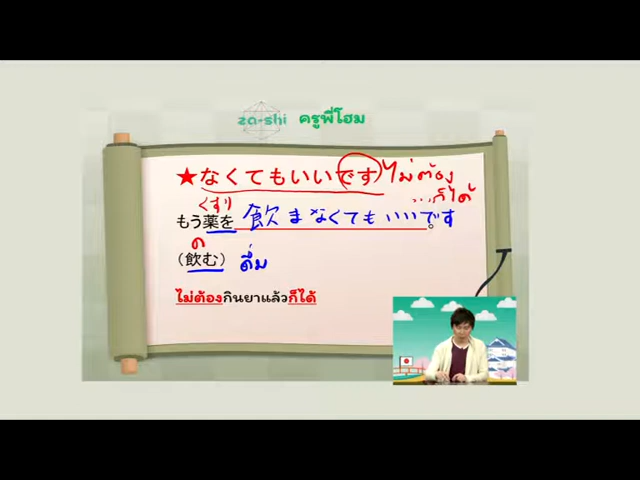 za-shi ครูพี่โฮม
★なくてもいいです ไม่ต้อง
...ก็ได้
くすり
もう薬を 飲まなくてもいいです。
の
(飲む) ดื่ม
ไม่ต้องกินยาแล้วก็ได้